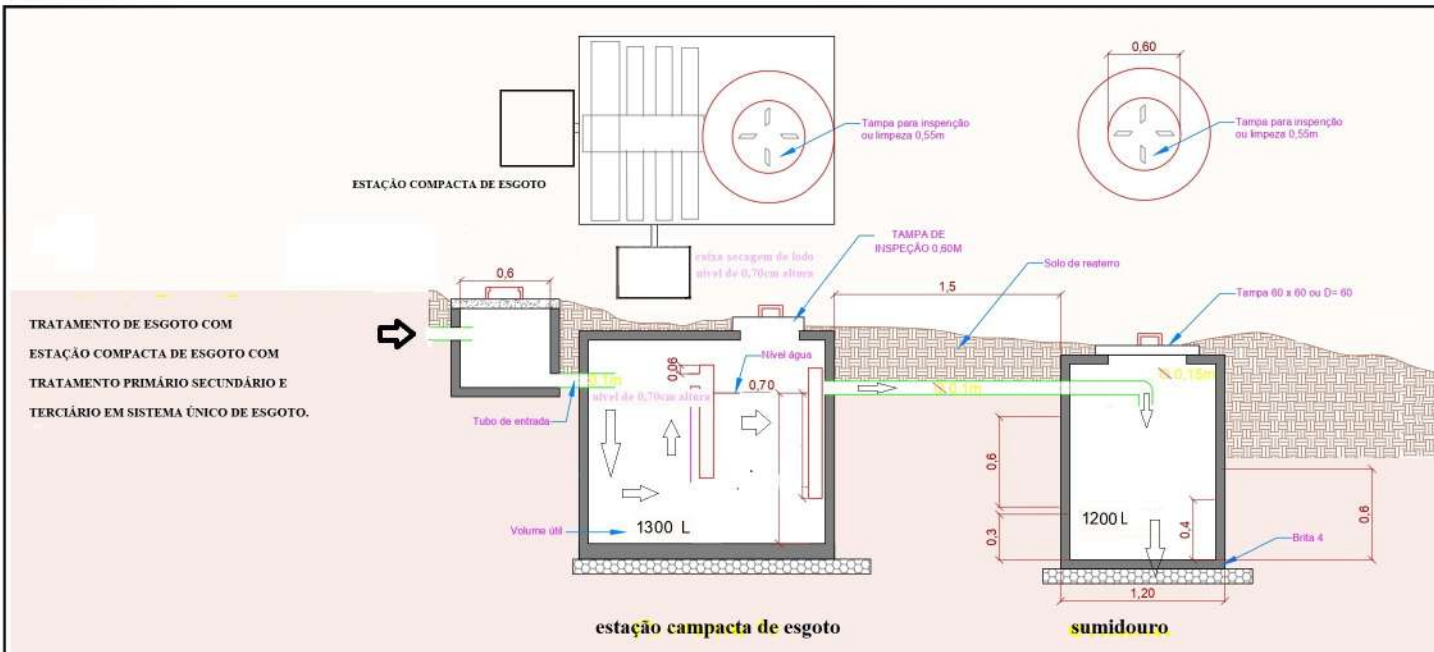 0,60
Tampa para inspenção
ou limpeza 0,55m
Tampa para inspenção
ou limpeza 0,55m
ESTAÇÃO COMPACTA DE ESGOTO
TAMPA DE
INSPEÇÃO 0,60M
caixa secagem de lodo
nivel de 0,70cm altura
Solo de reaterro
0,6
1,5
Tampa 60 x 60 ou D= 60
TRATAMENTO DE ESGOTO COM
ESTAÇÃO COMPACTA DE ESGOTO COM
TRATAMENTO PRIMÁRIO SECUNDÁRIO E
TERCIÁRIO EM SISTEMA ÚNICO DE ESGOTO.
0,06
Nível água
0,1m
0,70
0,1m
0,15m
nivel de 0,70cm altura
Tubo de entrada
0,6
0,6
Volume útil
1300 L
0,3
1200 L
0,4
Brita 4
1,20
estação campacta de esgoto
sumidouro